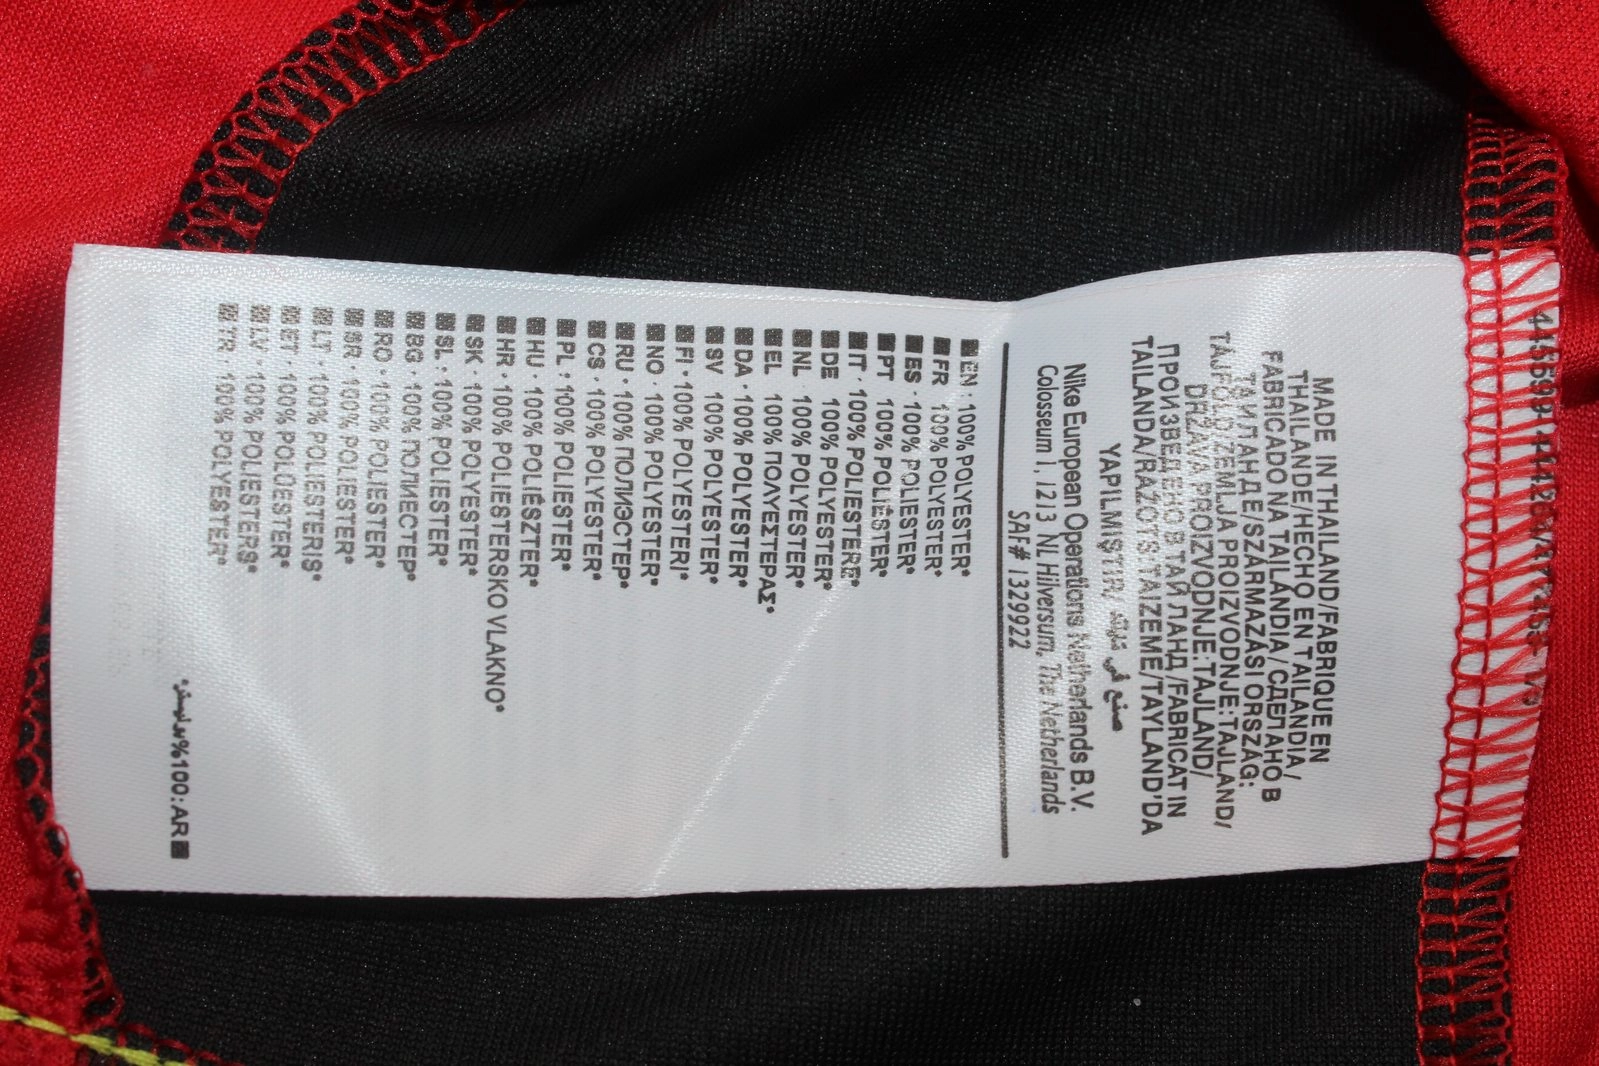 MADE IN THAILAND/FABRIQUE EN
THAILANDE/HECHO EN TAILANDIA/
FABRICADO NA TAILÁNDIA/СДЕЛАНО В
ТАИЛАНДЕ/SZÁRMAZÁSI ORSZÁG:
TAJFÖLD/ZEMLJA PROIZVODNJE:TAJLAND/
DRŽAVA PROIZVODNJE:TAJLAND/
ПРОИЗВЕДЕНО В ТАЙЛАНД/FABRICAT IN
TAILANDA/RAŽOTS:TAIZEME/TAYLAND'DA
YAPILMIŞTIR, صنع في تايلند
Nike European Operations Netherlands B.V.
Colosseum 1, 1213 NL Hilversum, The Netherlands
SAF# 1329922
EN · 100% POLYESTER*
FR · 100% POLYESTER*
ES · 100% POLIESTER*
PT · 100% POLIÉSTER*
IT · 100% POLIESTERE*
DE · 100% POLYESTER*
NL · 100% POLYESTER*
EL · 100% ΠΟΛΥΕΣΤΕΡΑΣ*
DA · 100% POLYESTER*
SV · 100% POLYESTER*
FI · 100% POLYESTERI*
NO · 100% POLYESTER*
RU · 100% ПОЛИЭСТЕР*
CS · 100% POLYESTER*
PL · 100% POLIESTER*
HU · 100% POLIÉSZTER*
HR · 100% POLIESTERSKO VLAKNO*
SK · 100% POLYESTER*
SL · 100% POLIESTER*
BG · 100% ПОЛИЕСТЕР*
RO · 100% POLIESTER*
SR · 100% POLIESTER*
LT · 100% POLIESTERIS*
ET · 100% POLÜESTER*
LV · 100% POLIESTERS*
TR · 100% POLYESTER*
AR:100% بوليستر*